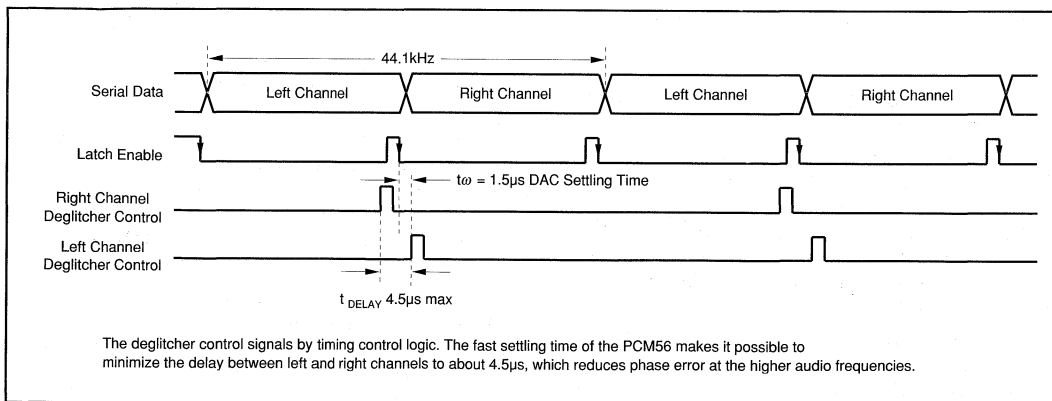 44.1kHz
Serial Data
Left Channel
Right Channel
Left Channel
Right Channel
Latch Enable
tω = 1.5µs DAC Settling Time
Right Channel
Deglitcher Control
Left Channel
Deglitcher Control
t DELAY 4.5µs max
The deglitcher control signals by timing control logic. The fast settling time of the PCM56 makes it possible to
minimize the delay between left and right channels to about 4.5µs, which reduces phase error at the higher audio frequencies.